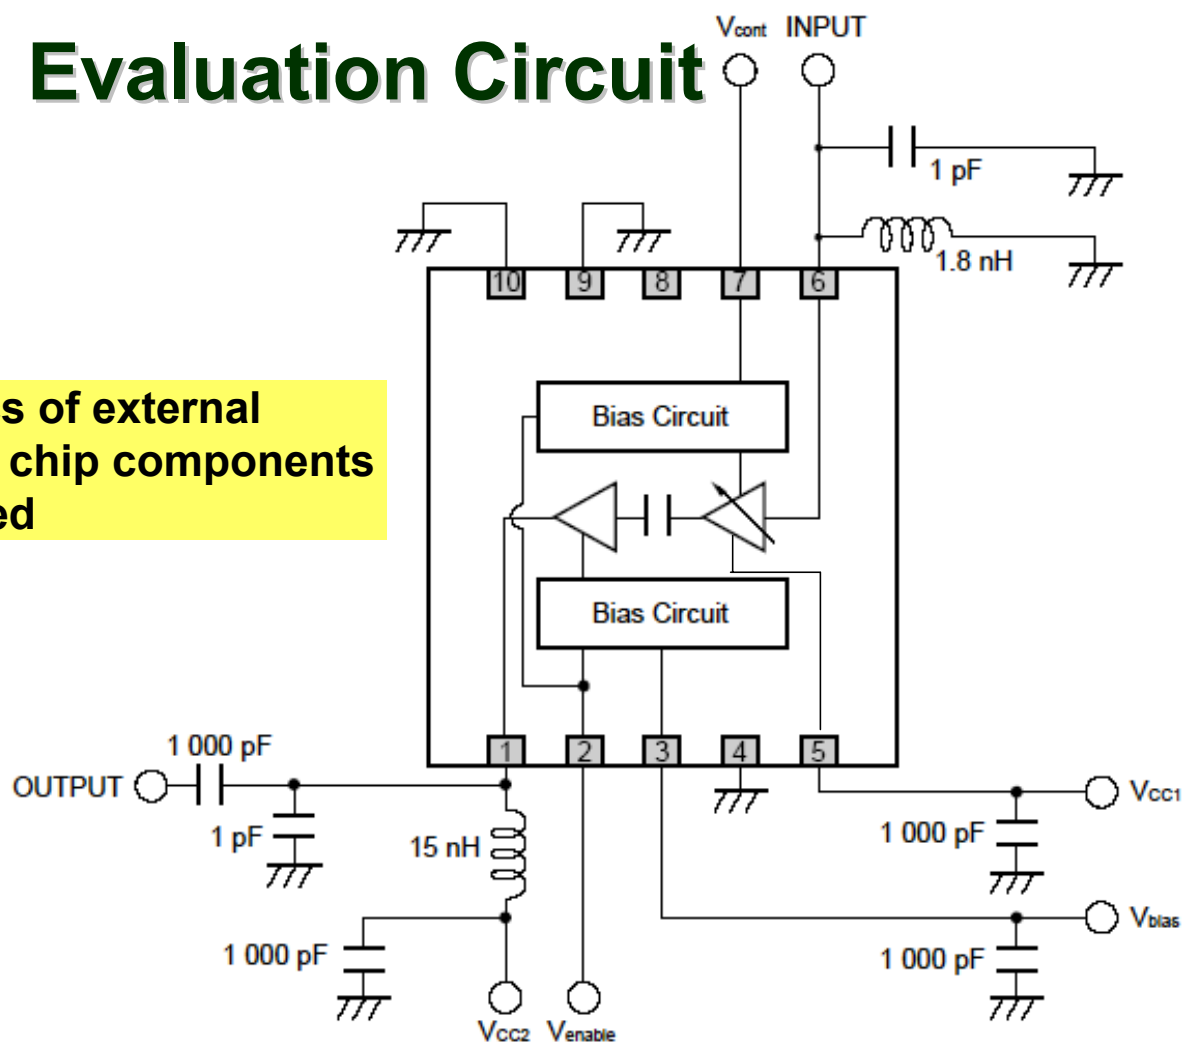 Evaluation Circuit
Vcont INPUT
1 pF
1.8 nH
10 9 8 7 6
s of external
chip components
ed
Bias Circuit
Bias Circuit
1 2 3 4 5
1 000 pF
OUTPUT
1 pF
15 nH
1 000 pF
VCC2 Venable
VCC1
1 000 pF
Vbias
1 000 pF